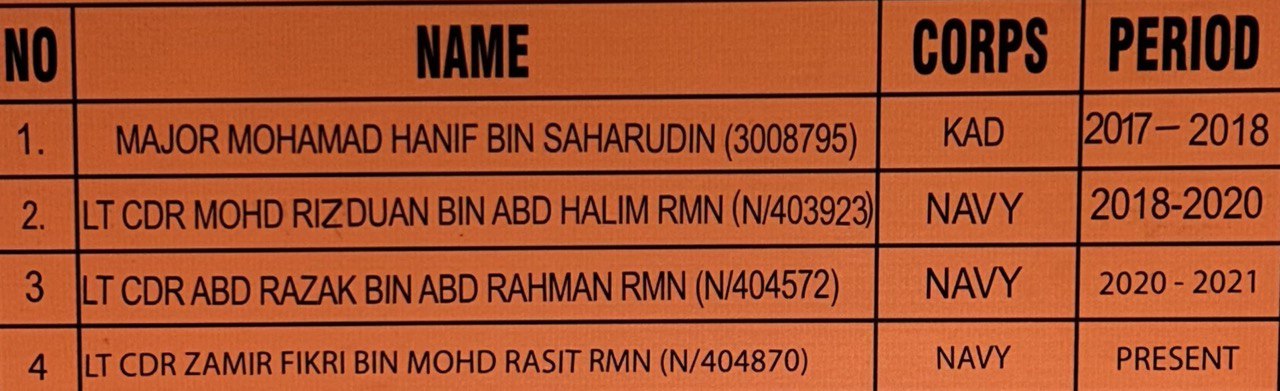 NO NAME CORPS PERIOD
1. MAJOR MOHAMAD HANIF BIN SAHARUDIN (3008795) KAD 2017 – 2018
2. LT CDR MOHD RIZDUAN BIN ABD HALIM RMN (N/403923) NAVY 2018-2020
3 LT CDR ABD RAZAK BIN ABD RAHMAN RMN (N/404572) NAVY 2020 - 2021
4 LT CDR ZAMIR FIKRI BIN MOHD RASIT RMN (N/404870) NAVY PRESENT